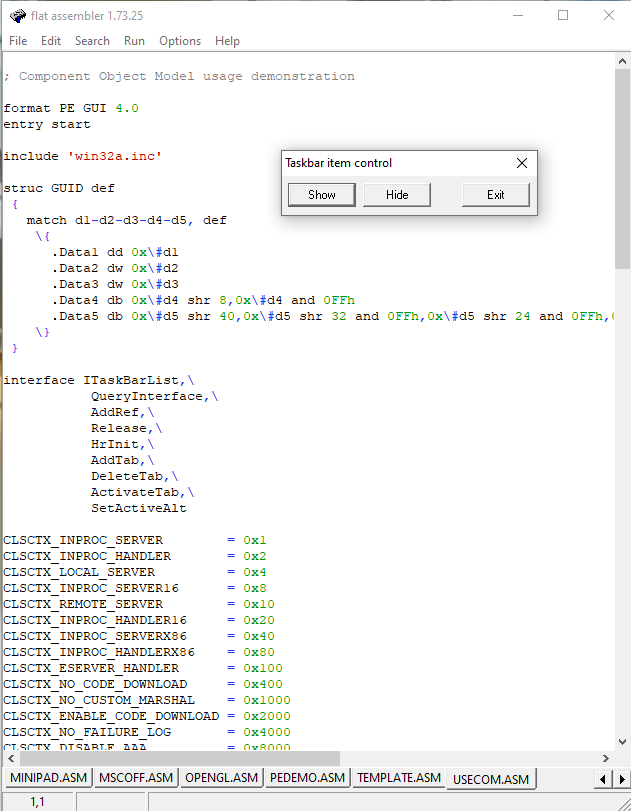 flat assembler 1.73.25
File Edit Search Run Options Help
; Component Object Model usage demonstration
format PE GUI 4.0
entry start
include 'win32a.inc'
Taskbar item control
Show Hide Exit
struc GUID def
{
match d1-d2-d3-d4-d5, def
\{
.Data1 dd 0x\#d1
.Data2 dw 0x\#d2
.Data3 dw 0x\#d3
.Data4 db 0x\#d4 shr 8,0x\#d4 and 0FFh
.Data5 db 0x\#d5 shr 40,0x\#d5 shr 32 and 0FFh,0x\#d5 shr 24 and 0FFh,
\}
}
interface ITaskBarList,\
QueryInterface,\
AddRef,\
Release,\
HrInit,\
AddTab,\
DeleteTab,\
ActivateTab,\
SetActiveAlt
CLSCTX_INPROC_SERVER = 0x1
CLSCTX_INPROC_HANDLER = 0x2
CLSCTX_LOCAL_SERVER = 0x4
CLSCTX_INPROC_SERVER16 = 0x8
CLSCTX_REMOTE_SERVER = 0x10
CLSCTX_INPROC_HANDLER16 = 0x20
CLSCTX_INPROC_SERVERX86 = 0x40
CLSCTX_INPROC_HANDLERX86 = 0x80
CLSCTX_ESERVER_HANDLER = 0x100
CLSCTX_NO_CODE_DOWNLOAD = 0x400
CLSCTX_NO_CUSTOM_MARSHAL = 0x1000
CLSCTX_ENABLE_CODE_DOWNLOAD = 0x2000
CLSCTX_NO_FAILURE_LOG = 0x4000
CLSCTX_DISABLE_AAA = 0x8000
MINIPAD.ASM MSCOFF.ASM OPENGL.ASM PEDEMO.ASM TEMPLATE.ASM USECOM.ASM
1,1